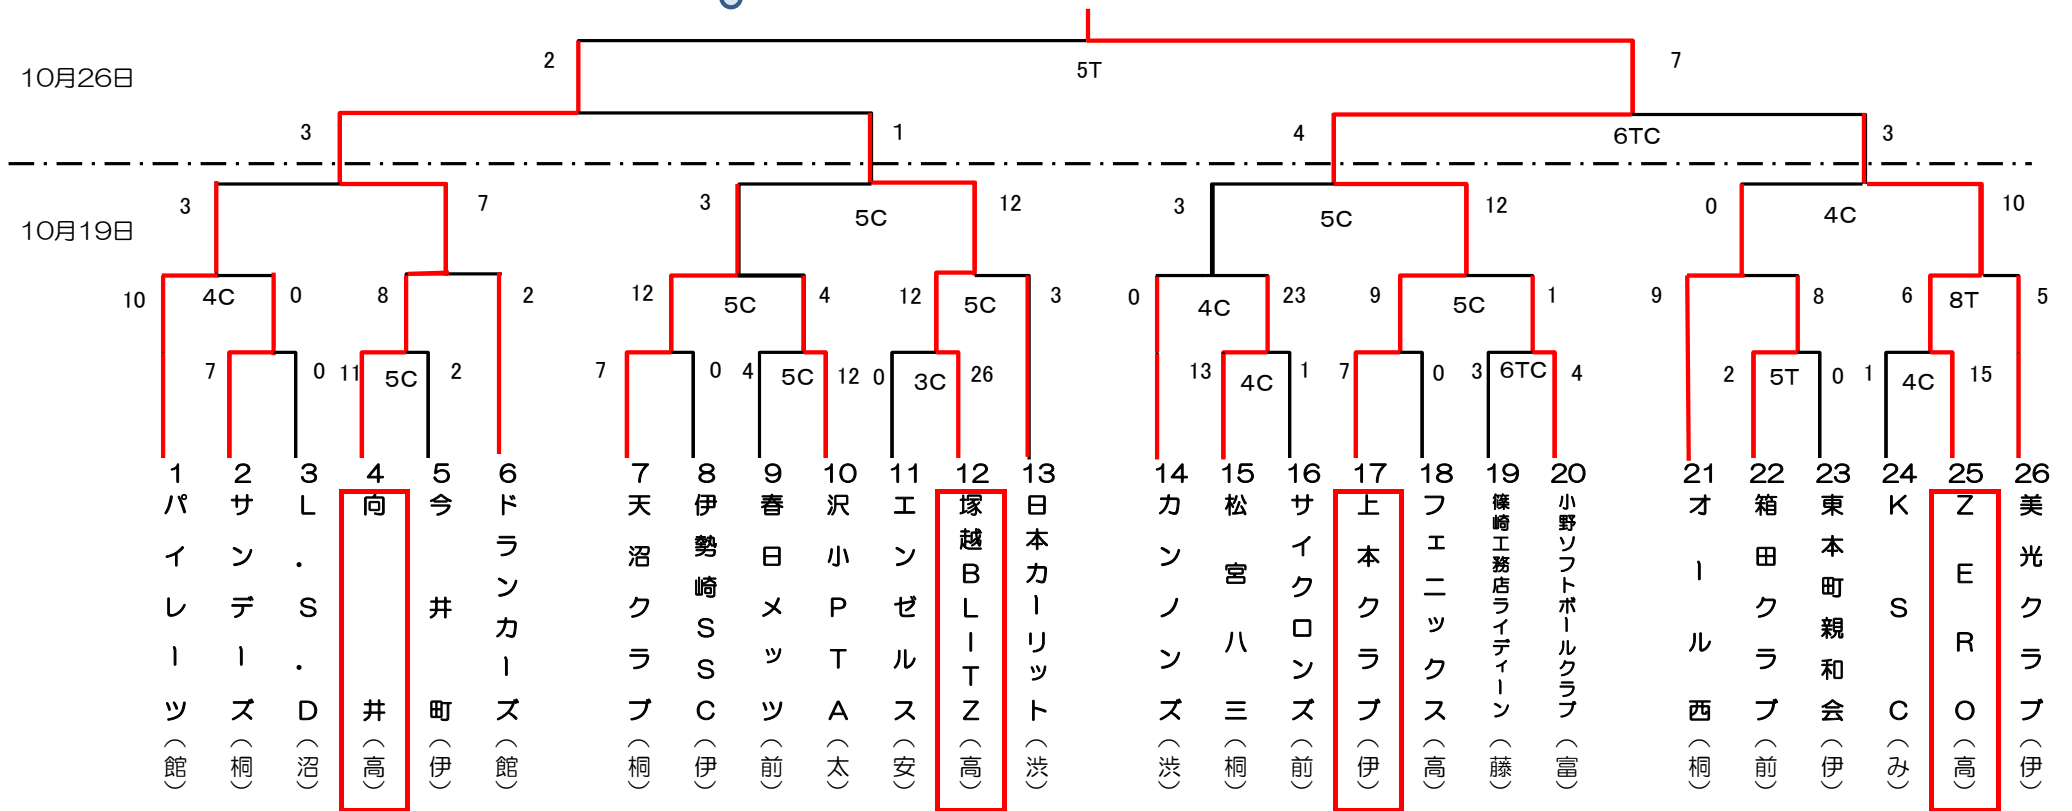 2
5T
7
10月26日
3
1
4
6TC
3
3
7
3
5C
12
3
5C
12
0
4C
10
10月19日
10
4C
0
8
2
12
5C
4
12
5C
3
0
4C
23
9
5C
1
9
8
6
8T
5
7
0
11
5C
2
7
0
4
5C
12
0
3C
26
13
4C
1
7
0
3
6TC
4
2
5T
0
1
4C
15
1
パイレーツ(館)
2
サンデーズ(桐)
3
L.S.D(沼)
4
向井(高)
5
今井町(伊)
6
ドランカーズ(館)
7
天沼クラブ(桐)
8
伊勢崎SSC(伊)
9
春日メッツ(前)
10
沢小PTA(太)
11
エンゼルス(安)
12
塚越BLITZ(高)
13
日本カーリット(渋)
14
カンノンズ(渋)
15
松宮八三(桐)
16
サイクロンズ(前)
17
上本クラブ(伊)
18
フェニックス(高)
19
篠崎工務店ライディーン(藤)
20
小野ソフトボールクラブ(富)
21
オール西(桐)
22
箱田クラブ(前)
23
東本町親和会(伊)
24
KSC(み)
25
ZERO(高)
26
美光クラブ(伊)